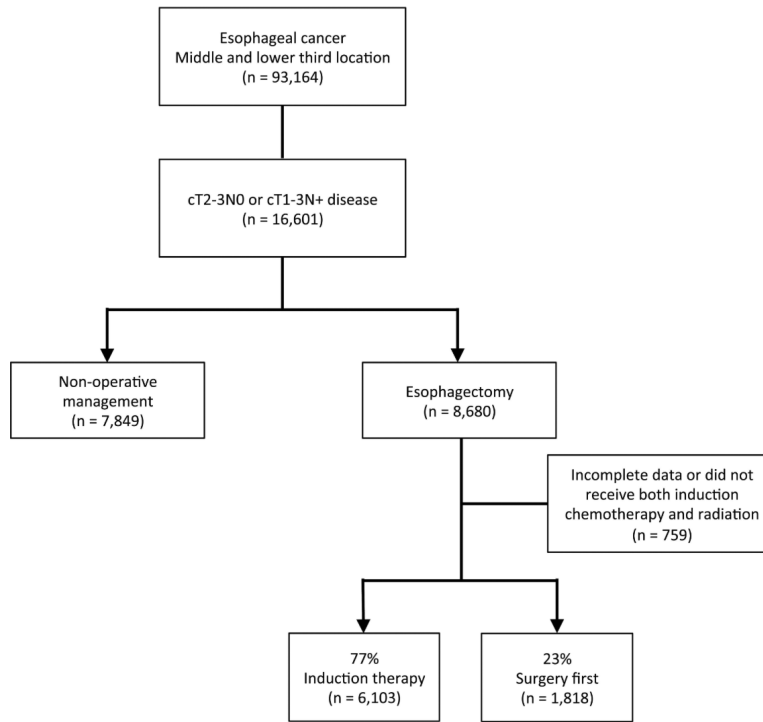 Esophageal cancer
Middle and lower third location
(n = 93,164)
cT2-3N0 or cT1-3N+ disease
(n = 16,601)
Non-operative
management
(n = 7,849)
Esophagectomy
(n = 8,680)
Incomplete data or did not
receive both induction
chemotherapy and radiation
(n = 759)
77%
Induction therapy
(n = 6,103)
23%
Surgery first
(n = 1,818)